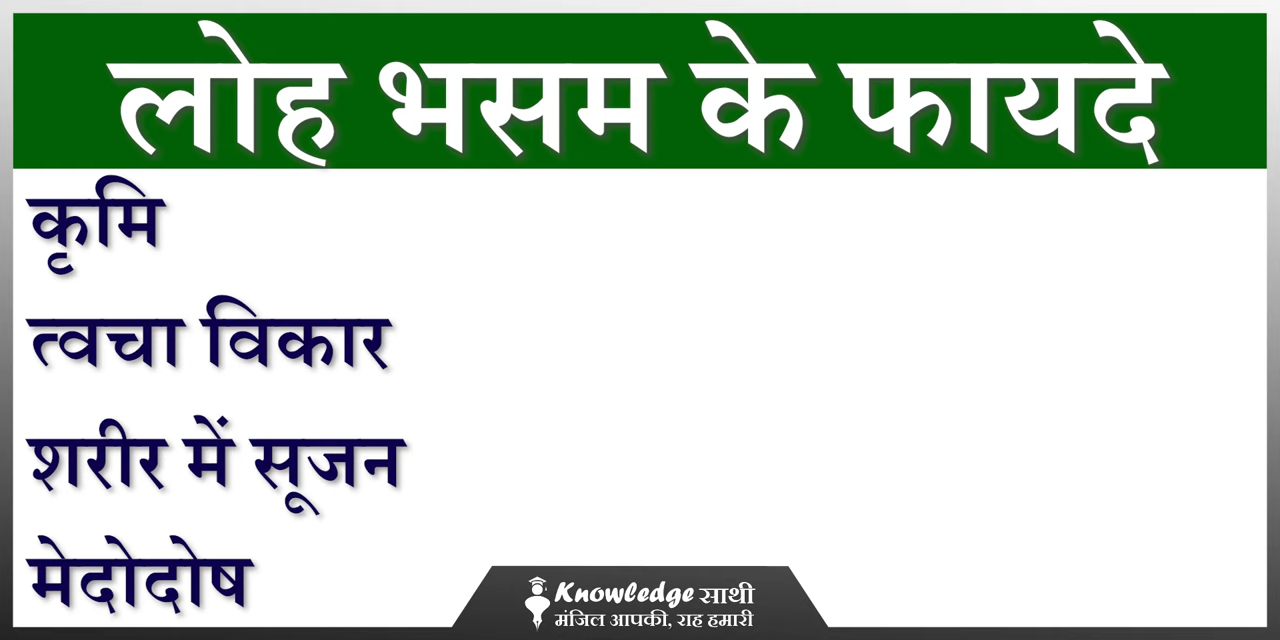 लोह भसम के फायदे
कृमि
त्वचा विकार
शरीर में सूजन
मेदोदोष
Knowledge साथी
मंजिल आपकी, राह हमारी